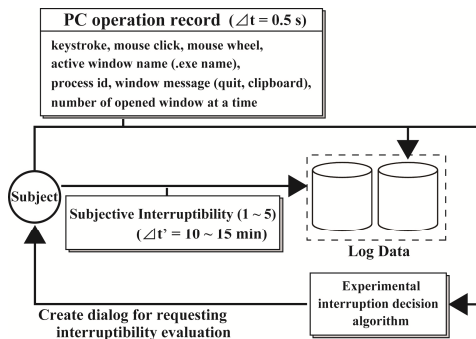 PC operation record (⊿t = 0.5 s)
keystroke, mouse click, mouse wheel,
active window name (.exe name),
process id, window message (quit, clipboard),
number of opened window at a time
Subject
Subjective Interruptibility (1 ~ 5)
(⊿t’ = 10 ~ 15 min)
Log Data
Experimental
interruption decision
algorithm
Create dialog for requesting
interruptibility evaluation